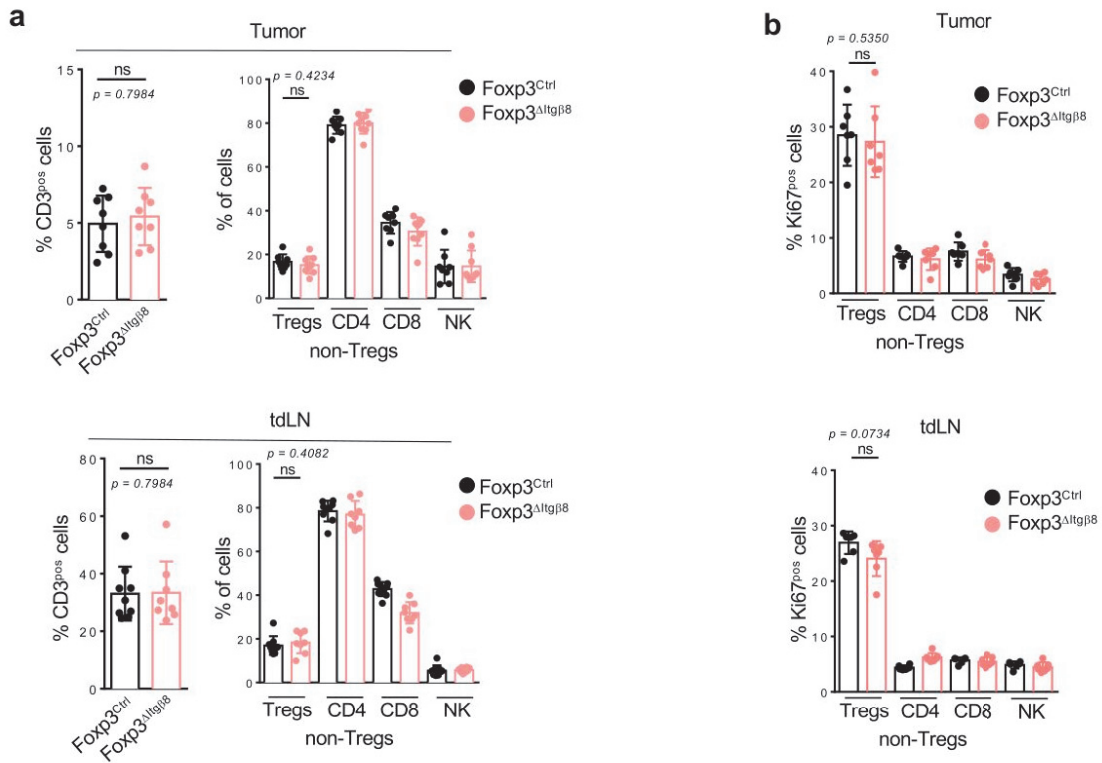 a
Tumor
ns
p = 0.7984
15
10
5
0
% CD3pos cells
Foxp3Ctrl
Foxp3ΔItgβ8
p = 0.4234
ns
100
80
60
40
20
0
% of cells
Tregs CD4 CD8 NK
non-Tregs
Foxp3Ctrl
Foxp3ΔItgβ8
tdLN
ns
p = 0.7984
80
60
40
20
0
% CD3pos cells
Foxp3Ctrl
Foxp3ΔItgβ8
p = 0.4082
ns
100
80
60
40
20
0
% of cells
Tregs CD4 CD8 NK
non-Tregs
Foxp3Ctrl
Foxp3ΔItgβ8
b
Tumor
p = 0.5350
ns
40
30
20
10
0
% Ki67pos cells
Tregs CD4 CD8 NK
non-Tregs
Foxp3Ctrl
Foxp3ΔItgβ8
tdLN
p = 0.0734
ns
40
30
20
10
0
% Ki67pos cells
Tregs CD4 CD8 NK
non-Tregs
Foxp3Ctrl
Foxp3ΔItgβ8